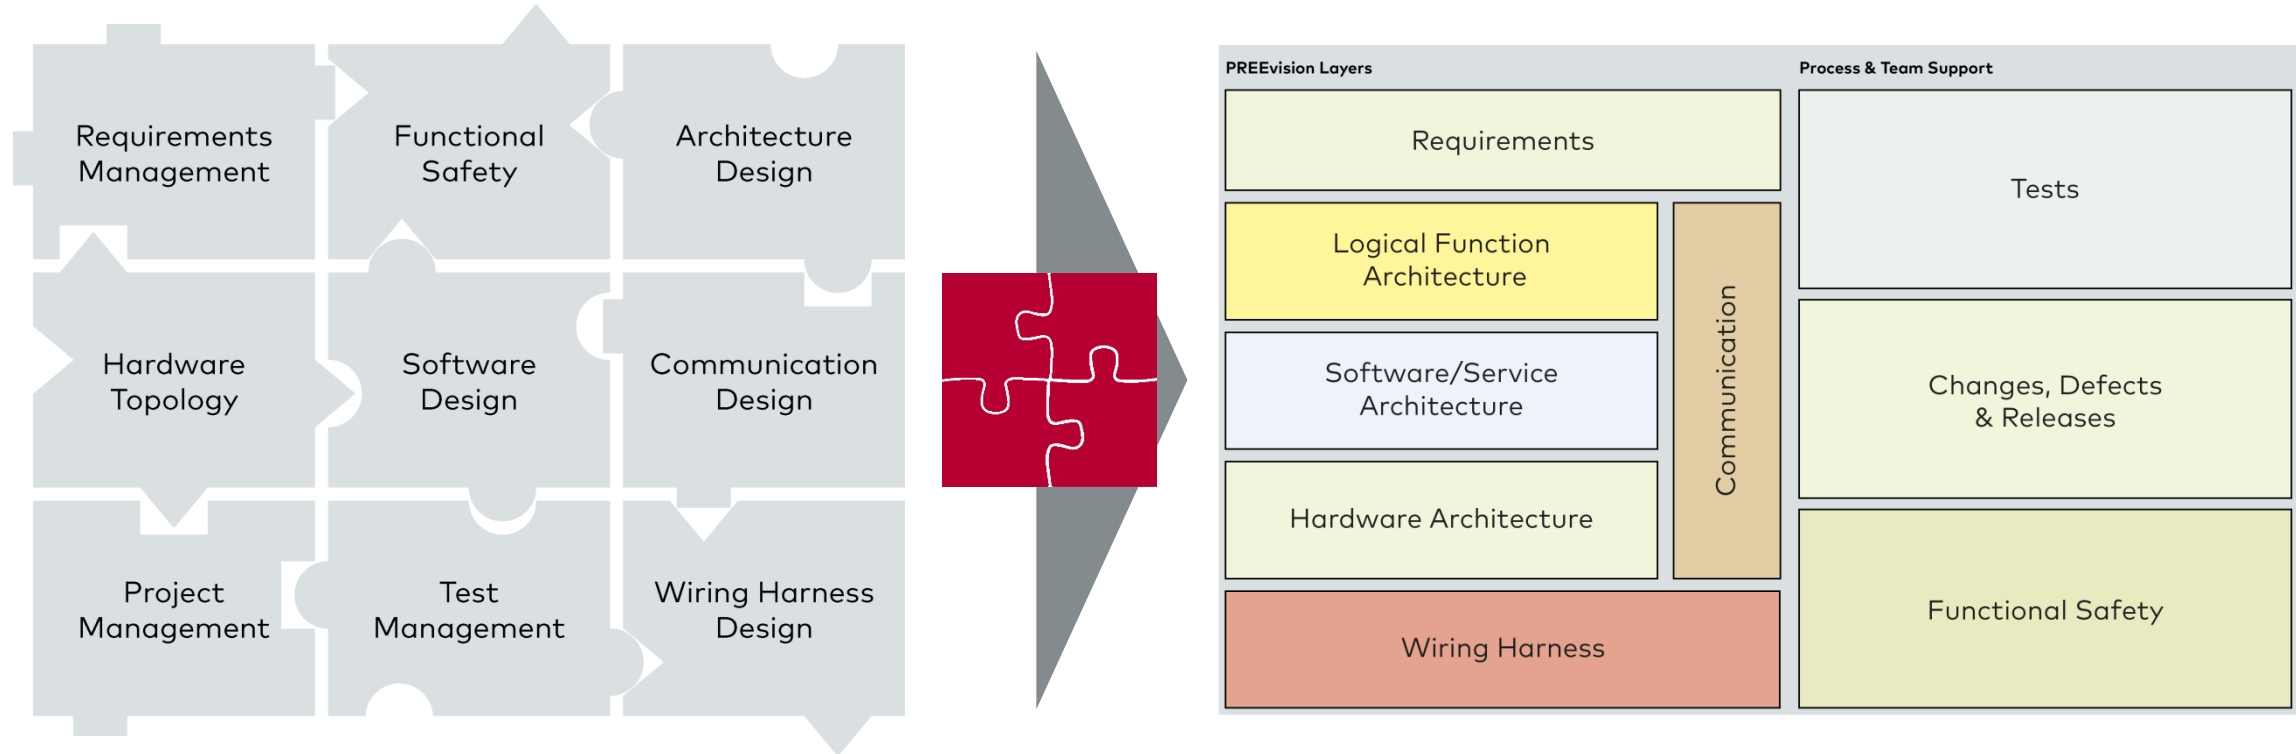 Requirements
Management
Functional
Safety
Architecture
Design
Hardware
Topology
Software
Design
Communication
Design
Project
Management
Test
Management
Wiring Harness
Design
PREEvision Layers
Requirements
Logical Function
Architecture
Software/Service
Architecture
Hardware Architecture
Communication
Wiring Harness
Process & Team Support
Tests
Changes, Defects
& Releases
Functional Safety